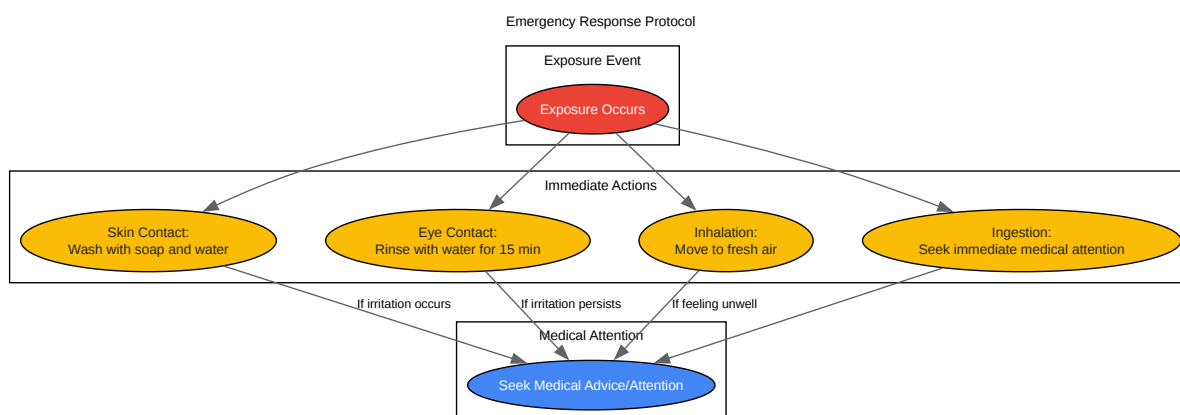 Emergency Response Protocol
Exposure Event
Exposure Occurs
Immediate Actions
Skin Contact:
Wash with soap and water
Eye Contact:
Rinse with water for 15 min
Inhalation:
Move to fresh air
Ingestion:
Seek immediate medical attention
If irritation occurs
If irritation persists
If feeling unwell
Medical Attention
Seek Medical Advice/Attention